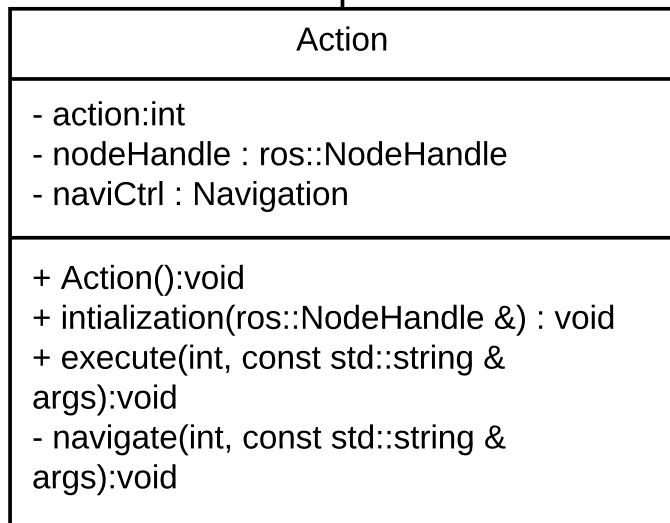 Action
- action:int
- nodeHandle : ros::NodeHandle
- naviCtrl : Navigation
+ Action():void
+ intialization(ros::NodeHandle &) : void
+ execute(int, const std::string &
args):void
- navigate(int, const std::string &
args):void